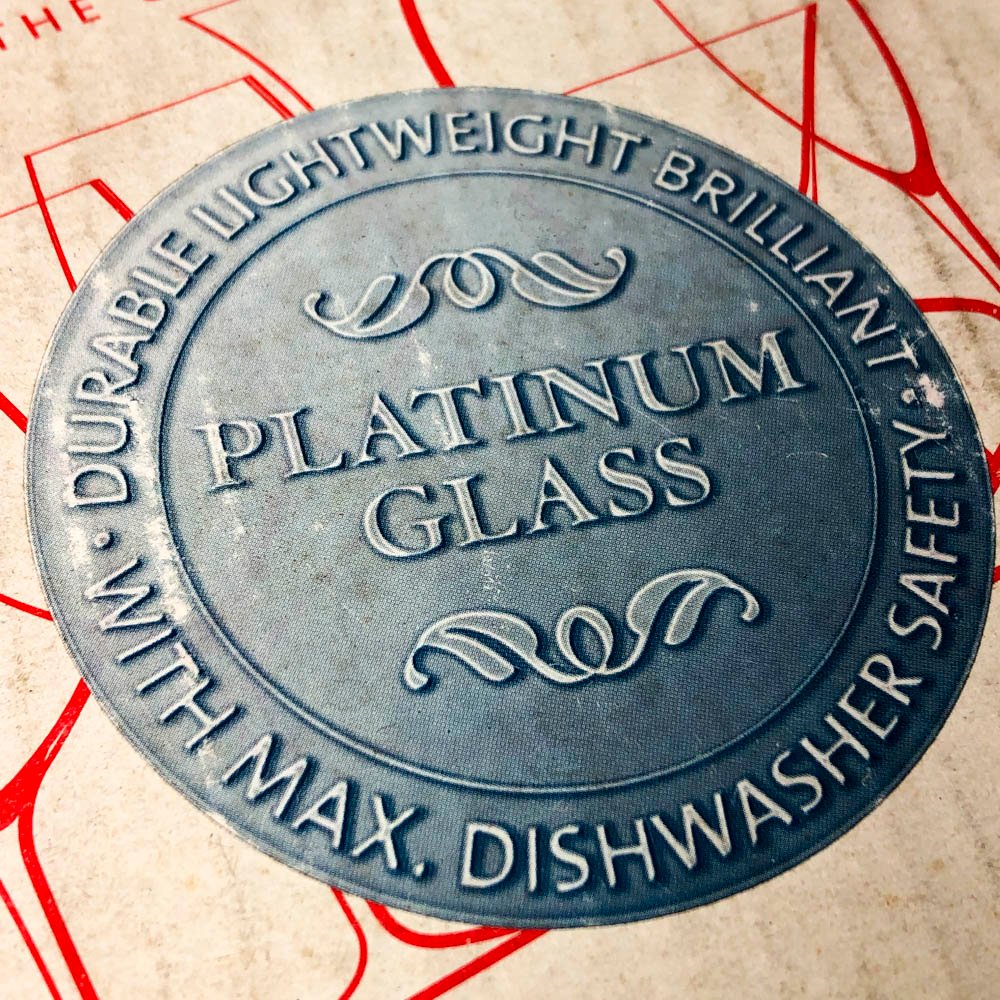 THE
DURABLE LIGHTWEIGHT BRILLIANT
PLATINUM
GLASS
· WITH MAX. DISHWASHER SAFETY ·